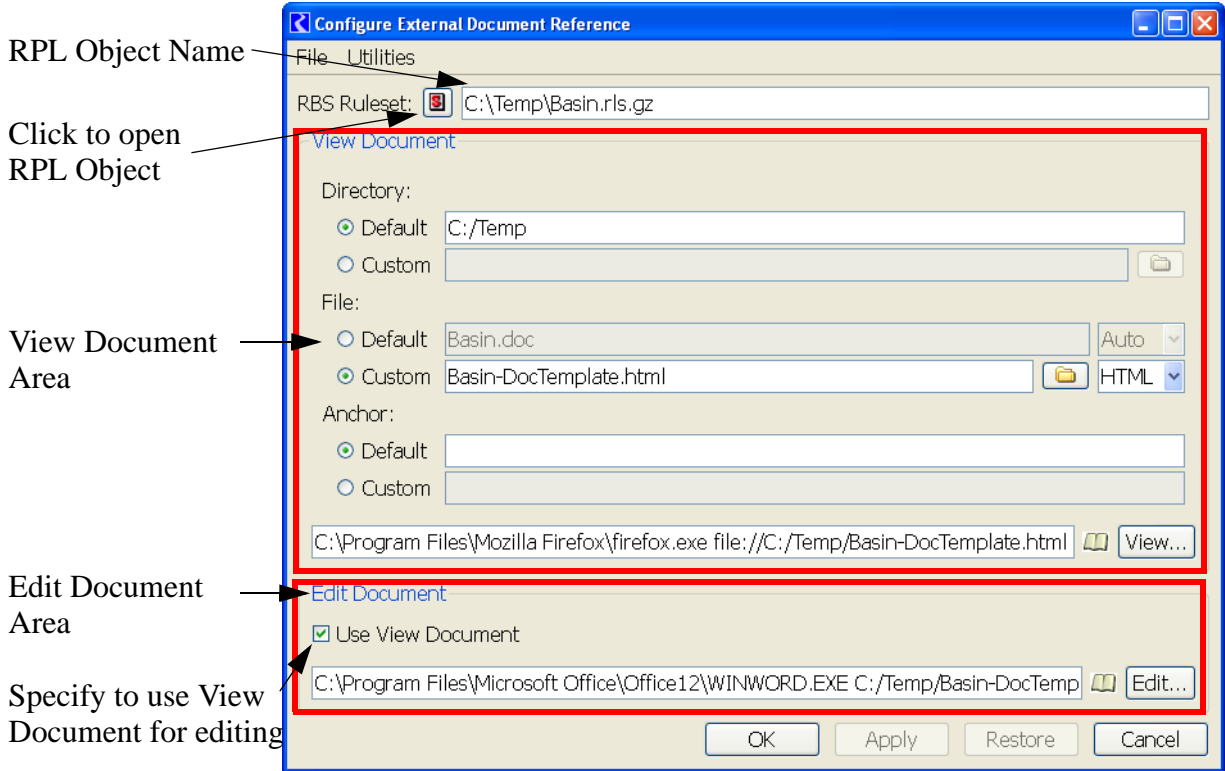 Configure External Document Reference
RPL Object Name
File Utilities
RBS Ruleset: S C:\Temp\Basin.rls.gz
Click to open
RPL Object
View Document
Directory:
Default C:/Temp
Custom
File:
View Document
Area
Default Basin.doc Auto
Custom Basin-DocTemplate.html HTML
Anchor:
Default
Custom
C:\Program Files\Mozilla Firefox\firefox.exe file://C:/Temp/Basin-DocTemplate.html View...
Edit Document
Area
Edit Document
Use View Document
Specify to use View
Document for editing
C:\Program Files\Microsoft Office\Office12\WINWORD.EXE C:/Temp/Basin-DocTemp Edit...
OK Apply Restore Cancel